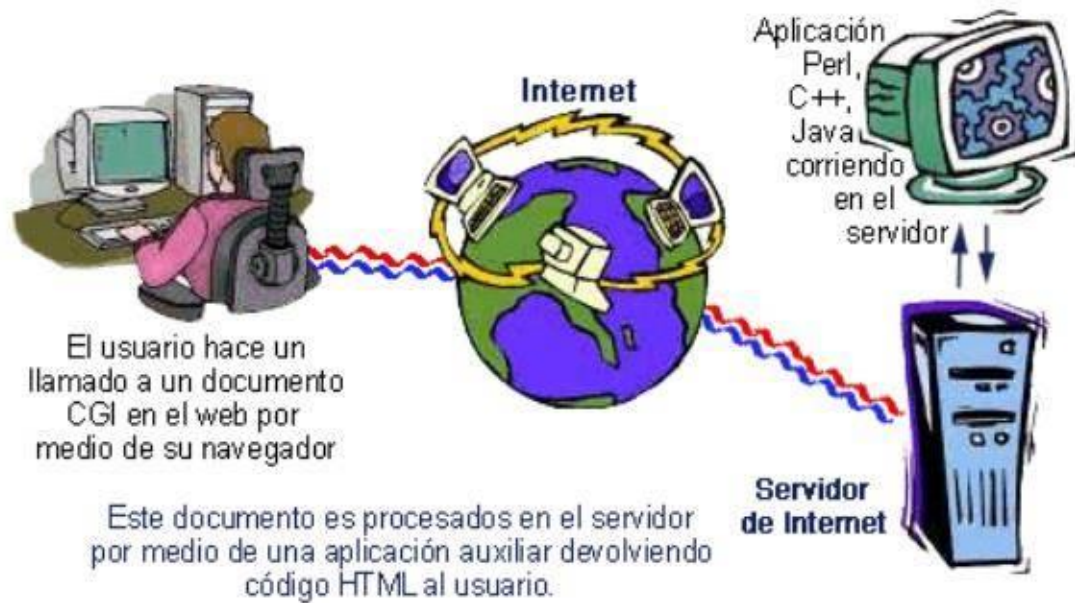 Aplicación
Perl,
C++,
Java
corriendo
en el
servidor
Internet
El usuario hace un
llamado a un documento
CGI en el web por
medio de su navegador
Servidor
de Internet
Este documento es procesados en el servidor
por medio de una aplicación auxiliar devolviendo
código HTML al usuario.